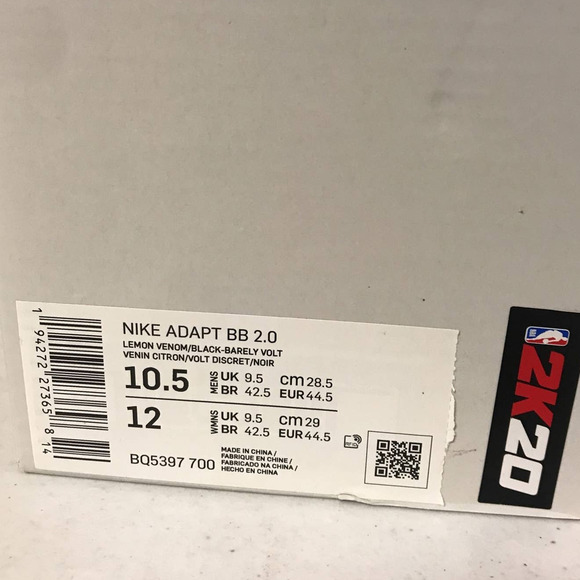 NIKE ADAPT BB 2.0
LEMON VENOM/BLACK-BARELY VOLT
VENIN CITRON/VOLT DISCRET/NOIR
10.5 MENS UK 9.5 cm 28.5
BR 42.5 EUR 44.5
12 WMNS UK 9.5 cm 29
BR 42.5 EUR 44.5
BQ5397 700
MADE IN CHINA /
FABRIQUE EN CHINE /
FABRICADO NA CHINA /
HECHO EN CHINA
RFID
1 94272 27365 8 14
2K20